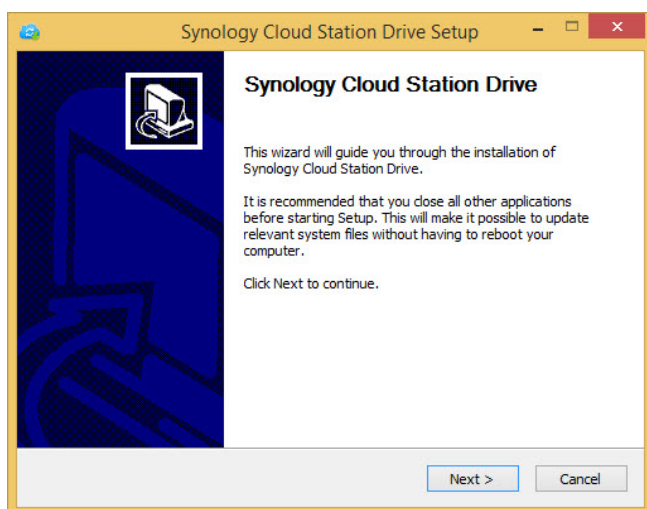 Synology Cloud Station Drive Setup
Synology Cloud Station Drive
This wizard will guide you through the installation of
Synology Cloud Station Drive.
It is recommended that you close all other applications
before starting Setup. This will make it possible to update
relevant system files without having to reboot your
computer.
Click Next to continue.
Next >
Cancel